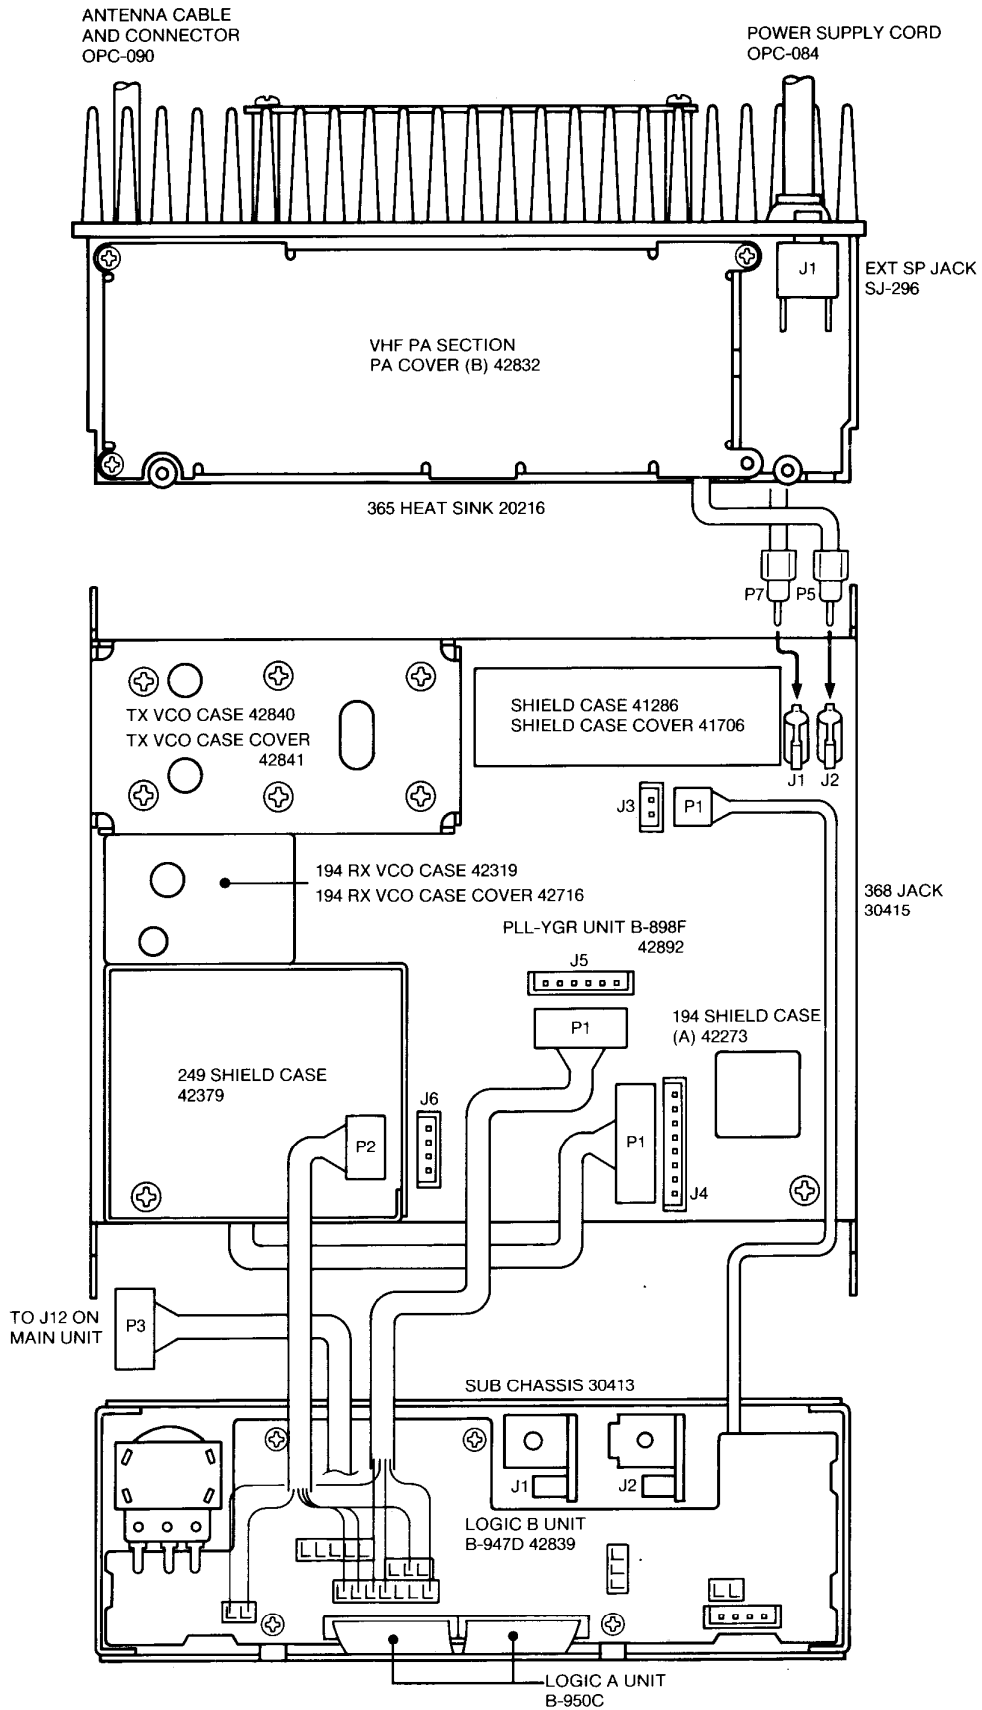 ANTENNA CABLE
AND CONNECTOR
OPC-090
POWER SUPPLY CORD
OPC-084
J1
EXT SP JACK
SJ-296
VHF PA SECTION
PA COVER (B) 42832
365 HEAT SINK 20216
P7
P5
TX VCO CASE 42840
TX VCO CASE COVER
42841
SHIELD CASE 41286
SHIELD CASE COVER 41706
J1
J2
J3
P1
194 RX VCO CASE 42319
194 RX VCO CASE COVER 42716
368 JACK
30415
PLL-YGR UNIT B-898F
42892
J5
P1
194 SHIELD CASE
(A) 42273
249 SHIELD CASE
42379
J6
P2
P1
J4
TO J12 ON
MAIN UNIT
P3
SUB CHASSIS 30413
J1
J2
LOGIC B UNIT
B-947D 42839
LOGIC A UNIT
B-950C